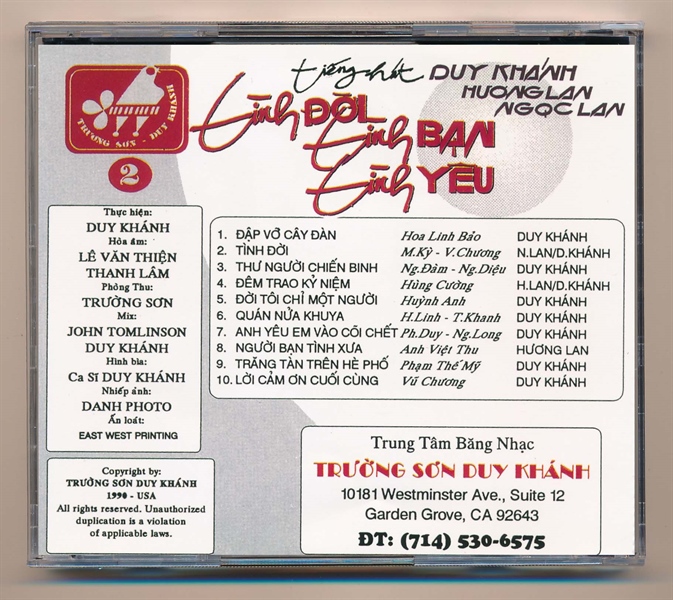 tiếng hát DUY KHÁNH
HƯƠNG LAN
NGỌC LAN
tình ĐỜI,
tình BẠN
tình YÊU
TRƯỜNG SƠN - DUY KHÁNH
2
Thực hiện:
DUY KHÁNH
Hòa âm:
LÊ VĂN THIỆN
THANH LÂM
Phòng Thu:
TRƯỜNG SƠN
Mix:
JOHN TOMLINSON
DUY KHÁNH
Hình bìa:
Ca Sĩ DUY KHÁNH
Nhiếp ảnh:
DANH PHOTO
Ấn loát:
EAST WEST PRINTING
1. ĐẬP VỠ CÂY ĐÀN Hoa Linh Bảo DUY KHÁNH
2. TÌNH ĐỜI M.Kỳ - V.Chương N.LAN/D.KHÁNH
3. THƯ NGƯỜI CHIẾN BINH Ng.Đàm - Ng.Diệu DUY KHÁNH
4. ĐÊM TRAO KỶ NIỆM Hùng Cường H.LAN/D.KHÁNH
5. ĐỜI TÔI CHỈ MỘT NGƯỜI Huỳnh Anh DUY KHÁNH
6. QUÁN NỬA KHUYA H.Linh - T.Khanh DUY KHÁNH
7. ANH YÊU EM VÀO CÕI CHẾT Ph.Duy - Ng.Long DUY KHÁNH
8. NGƯỜI BẠN TÌNH XƯA Anh Việt Thu HƯƠNG LAN
9. TRĂNG TÀN TRÊN HÈ PHỐ Phạm Thế Mỹ DUY KHÁNH
10. LỜI CẢM ƠN CUỐI CÙNG Vũ Chương DUY KHÁNH
Copyright by:
TRƯỜNG SƠN DUY KHÁNH
1990 - USA
All rights reserved. Unauthorized
duplication is a violation
of applicable laws.
Trung Tâm Băng Nhạc
TRƯỜNG SƠN DUY KHÁNH
10181 Westminster Ave., Suite 12
Garden Grove, CA 92643
ĐT: (714) 530-6575